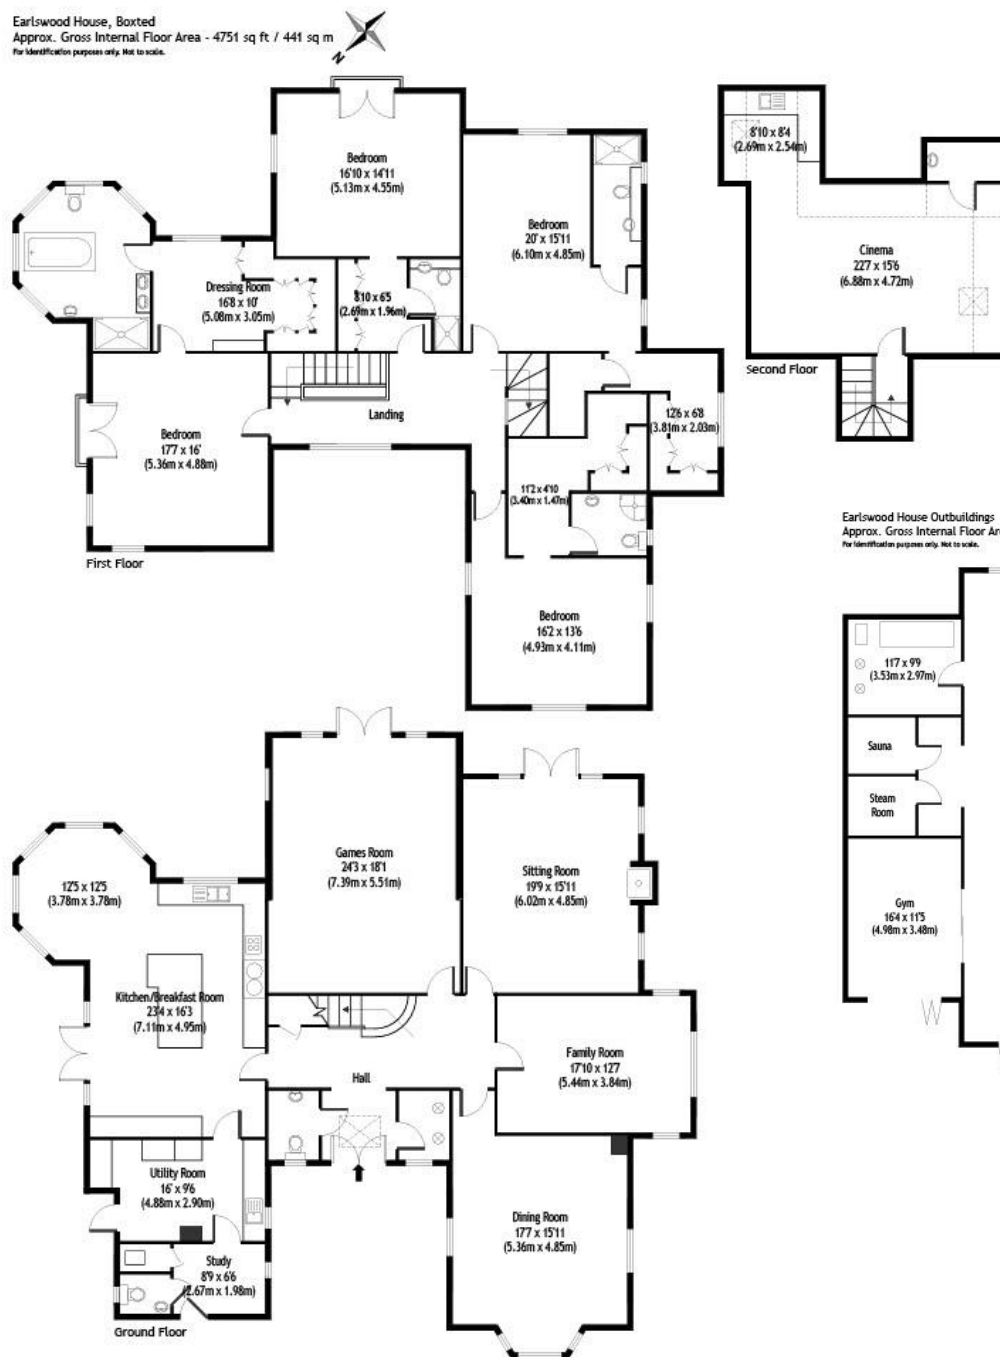 Earlswood House, Boxted
Approx. Gross Internal Floor Area - 4751 sq ft / 441 sq m
For identification purposes only. Not to scale.
N
Bedroom
16'10 x 14'11
(5.13m x 4.55m)
Bedroom
20' x 15'11
(6.10m x 4.85m)
Dressing Room
16'8 x 10'
(5.08m x 3.05m)
8'10 x 6'5
(2.69m x 1.96m)
Landing
Bedroom
17'7 x 16'
(5.36m x 4.88m)
12'6 x 6'8
(3.81m x 2.03m)
11'2 x 4'10
(3.40m x 1.47m)
Bedroom
16'2 x 13'6
(4.93m x 4.11m)
First Floor
8'10 x 8'4
(2.69m x 2.54m)
Cinema
22'7 x 15'6
(6.88m x 4.72m)
Second Floor
Earlswood House Outbuildings
Approx. Gross Internal Floor Are
For identification purposes only. Not to scale.
11'7 x 9'9
(3.53m x 2.97m)
Sauna
Steam
Room
Gym
16'4 x 11'5
(4.98m x 3.48m)
Games Room
24'3 x 18'1
(7.39m x 5.51m)
Sitting Room
19'9 x 15'11
(6.02m x 4.85m)
12'5 x 12'5
(3.78m x 3.78m)
Kitchen/Breakfast Room
23'4 x 16'3
(7.11m x 4.95m)
Family Room
17'10 x 12'7
(5.44m x 3.84m)
Hall
Utility Room
16' x 9'6
(4.88m x 2.90m)
Dining Room
17'7 x 15'11
(5.36m x 4.85m)
Study
8'9 x 6'6
(2.67m x 1.98m)
Ground Floor